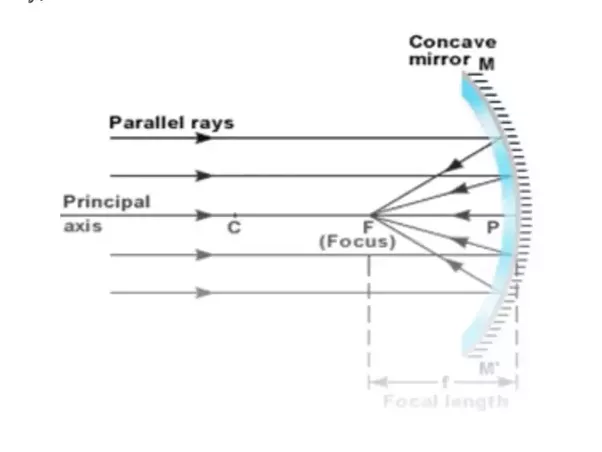 Concave
mirror M
Parallel rays
Principal
axis
C
F
P
(Focus)
M'
f
Focal length